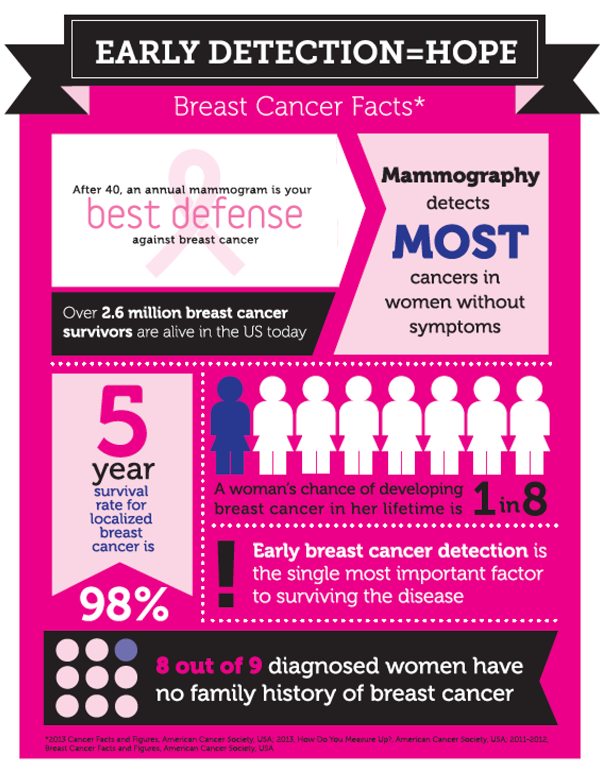 EARLY DETECTION=HOPE
Breast Cancer Facts*
After 40, an annual mammogram is your
best defense
against breast cancer
Mammography
detects
MOST
cancers in
women without
symptoms
Over 2.6 million breast cancer
survivors are alive in the US today
5
year
survival
rate for
localized
breast
cancer is
98%
A woman's chance of developing
breast cancer in her lifetime is
1 in 8
!
Early breast cancer detection is
the single most important factor
to surviving the disease
8 out of 9 diagnosed women have
no family history of breast cancer
*2013 Cancer Facts and Figures, American Cancer Society, USA; 2013, How Do You Measure Up?, American Cancer Society, USA; 2011-2012,
Breast Cancer Facts and Figures, American Cancer Society, USA